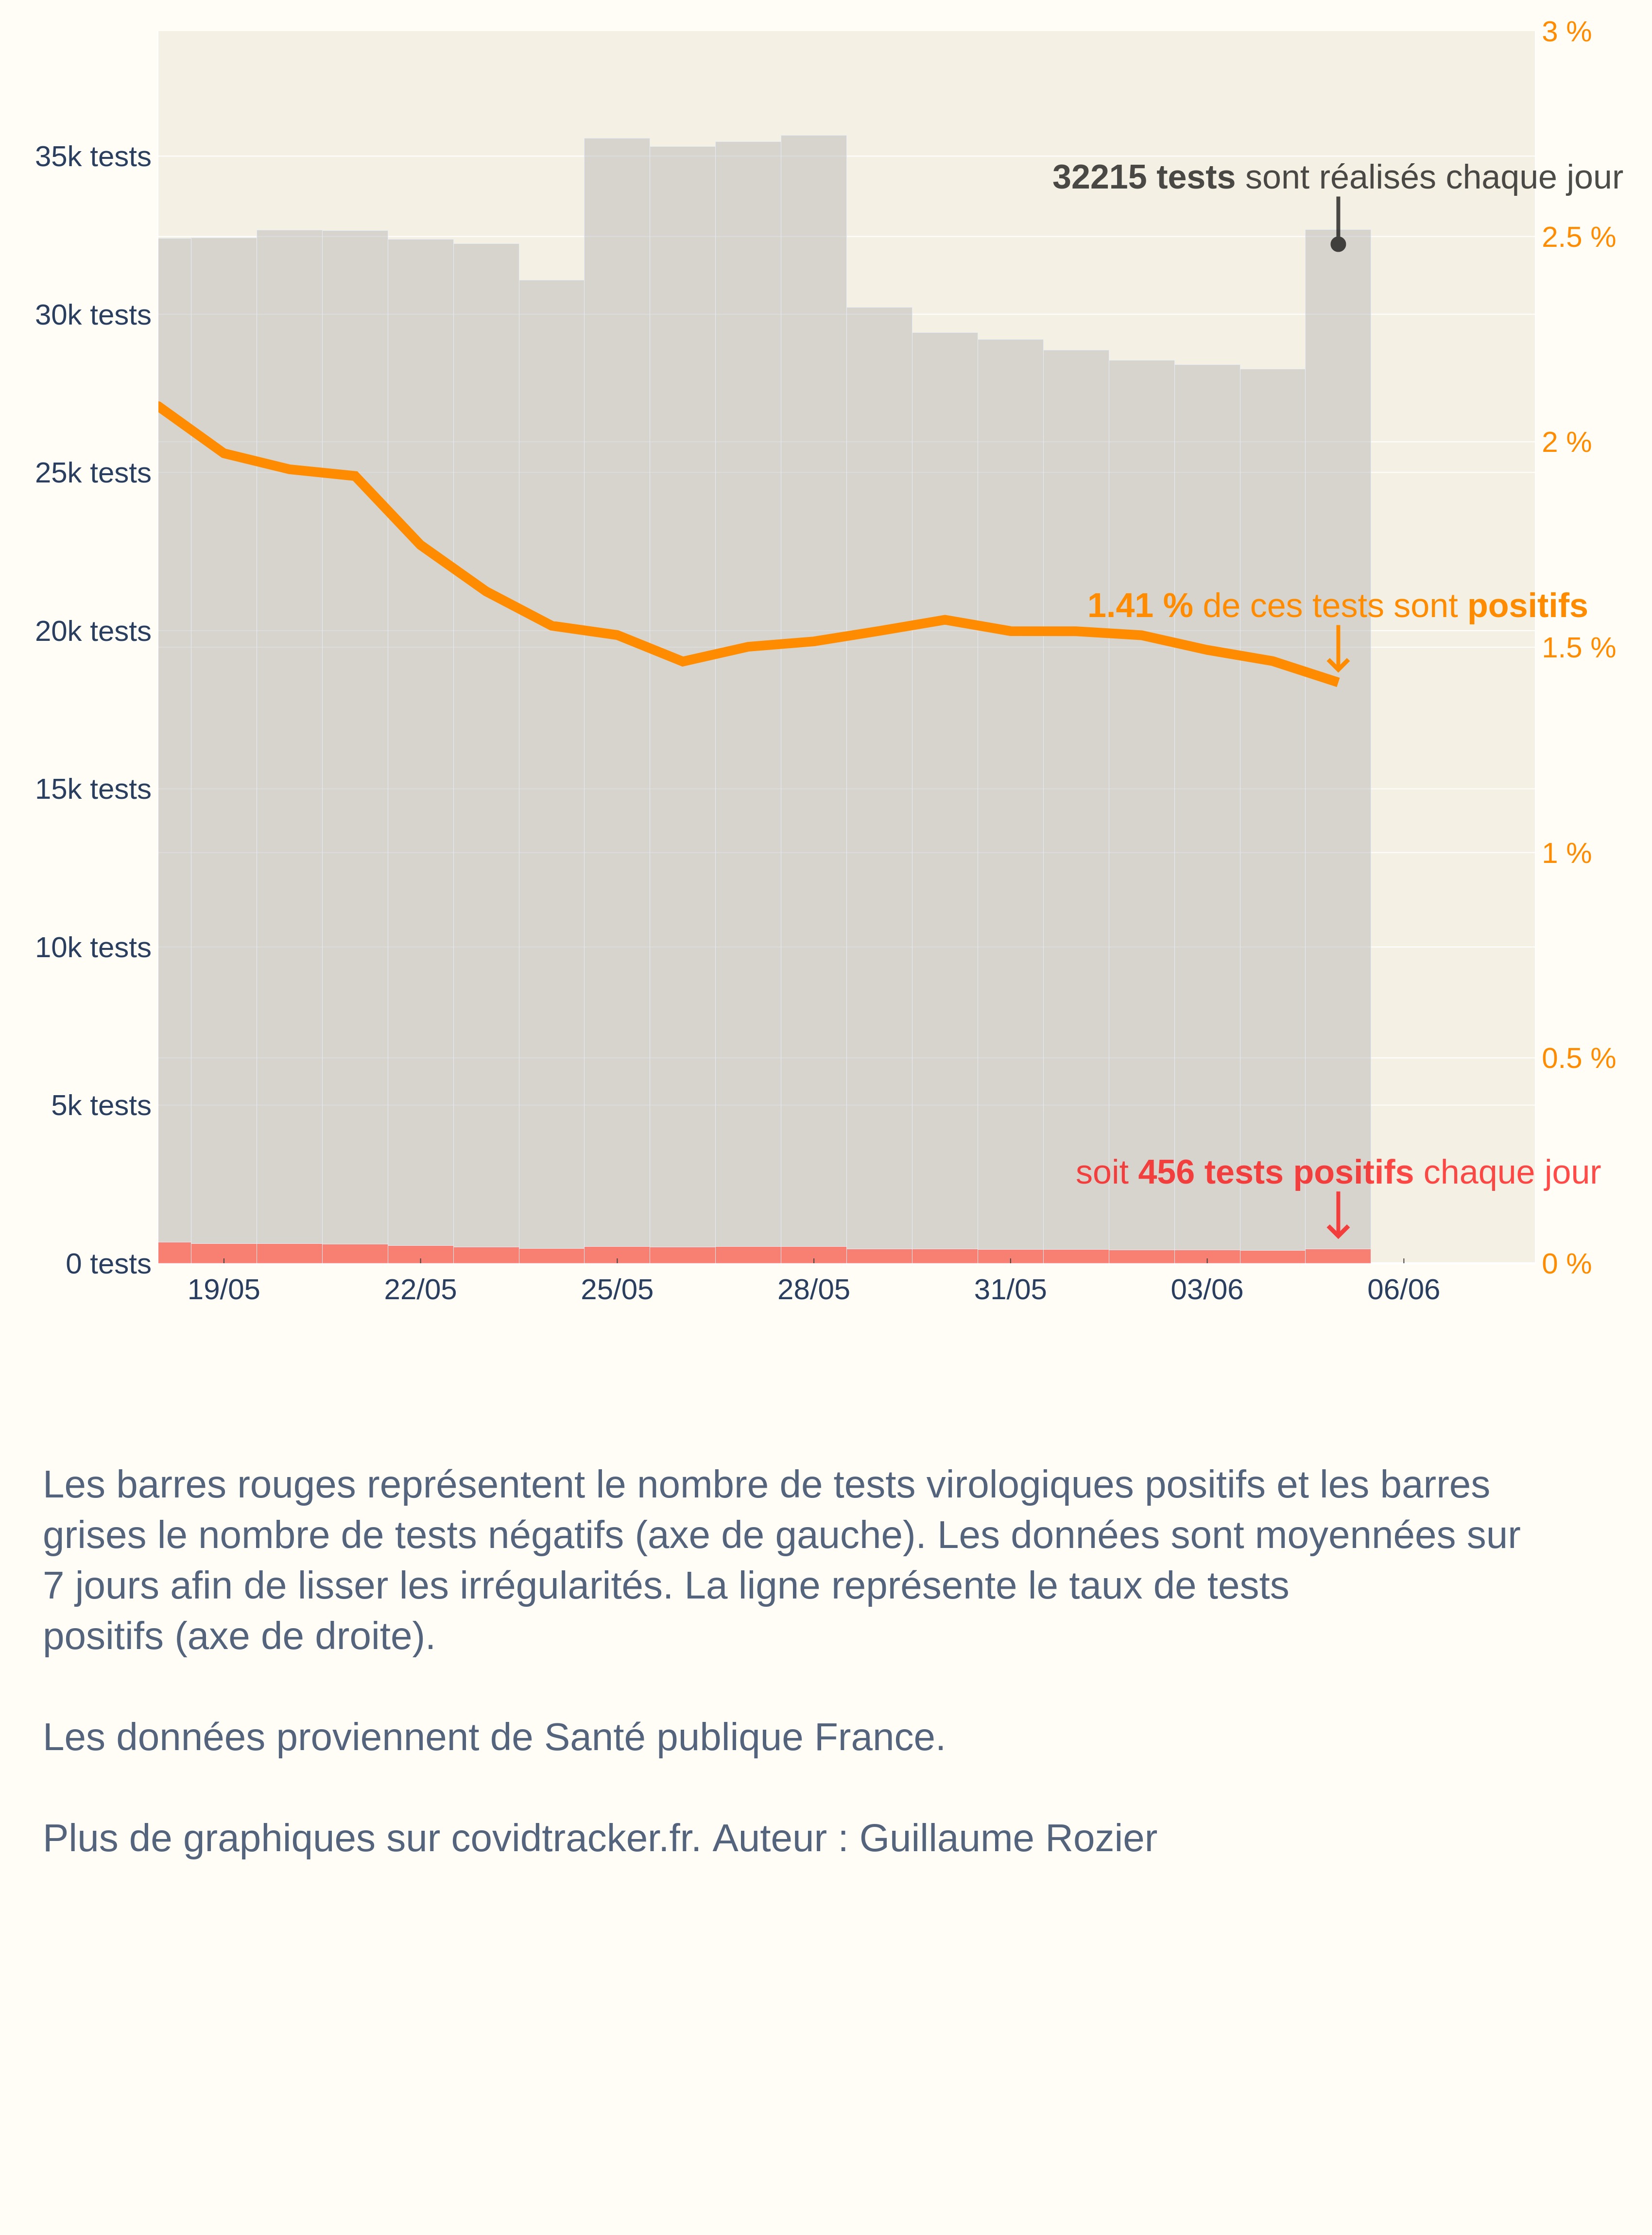 3 %
35k tests
32215 tests sont réalisés chaque jour
2.5 %
30k tests
2 %
25k tests
1.41 % de ces tests sont positifs
20k tests
1.5 %
15k tests
1 %
10k tests
0.5 %
5k tests
soit 456 tests positifs chaque jour
0 tests
0 %
19/05 22/05 25/05 28/05 31/05 03/06 06/06
Les barres rouges représentent le nombre de tests virologiques positifs et les barres
grises le nombre de tests négatifs (axe de gauche). Les données sont moyennées sur
7 jours afin de lisser les irrégularités. La ligne représente le taux de tests
positifs (axe de droite).
Les données proviennent de Santé publique France.
Plus de graphiques sur covidtracker.fr. Auteur : Guillaume Rozier